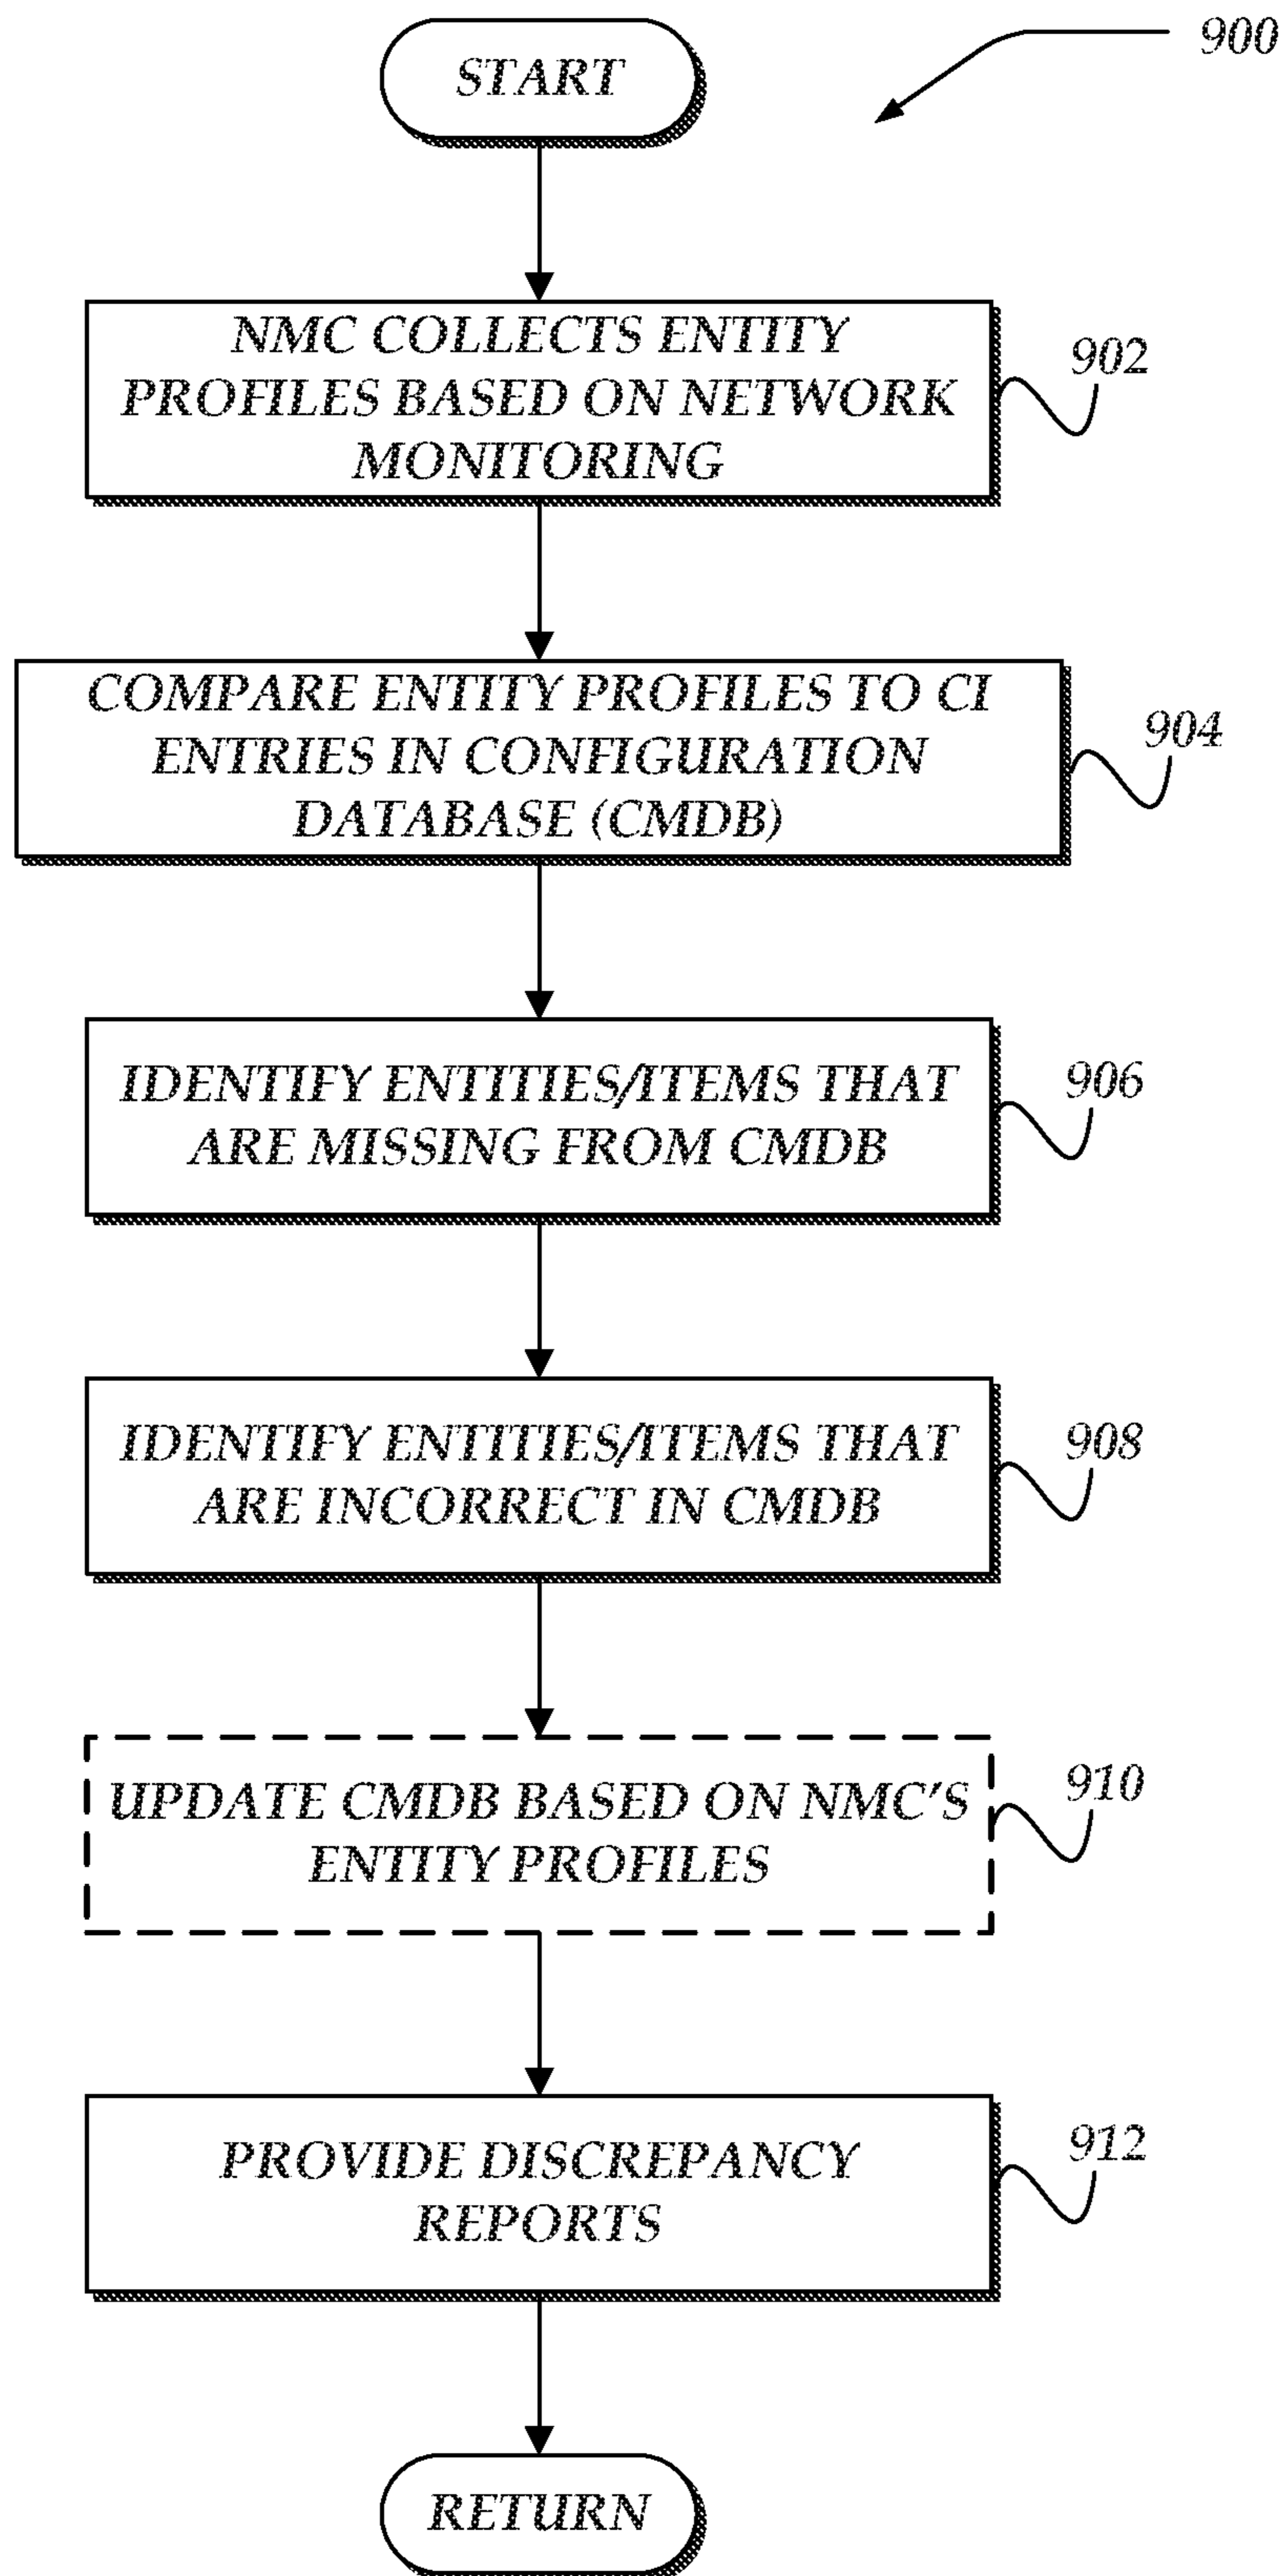 START
900
NMC COLLECTS ENTITY
PROFILES BASED ON NETWORK
MONITORING
902
COMPARE ENTITY PROFILES TO CI
ENTRIES IN CONFIGURATION
DATABASE (CMDB)
904
IDENTIFY ENTITIES/ITEMS THAT
ARE MISSING FROM CMDB
906
IDENTIFY ENTITIES/ITEMS THAT
ARE INCORRECT IN CMDB
908
UPDATE CMDB BASED ON NMC'S
ENTITY PROFILES
910
PROVIDE DISCREPANCY
REPORTS
912
RETURN